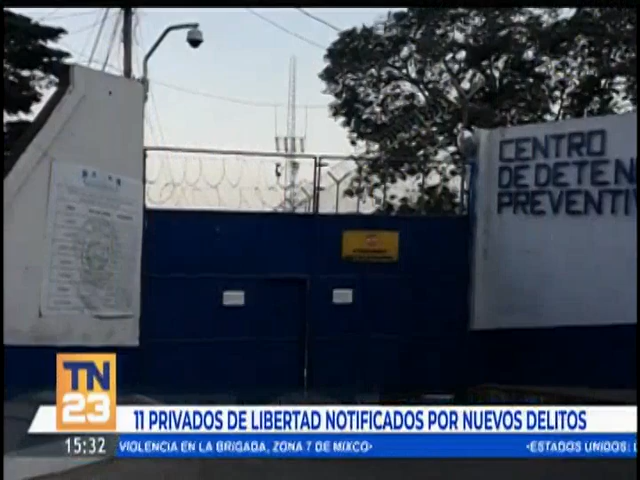 CENTRO
DE DETEN
PREVENTI
TN
23
11 PRIVADOS DE LIBERTAD NOTIFICADOS POR NUEVOS DELITOS
15:32
VIOLENCIA EN LA BRIGADA, ZONA 7 DE MIXCO‹
‹ESTADOS UNIDOS: